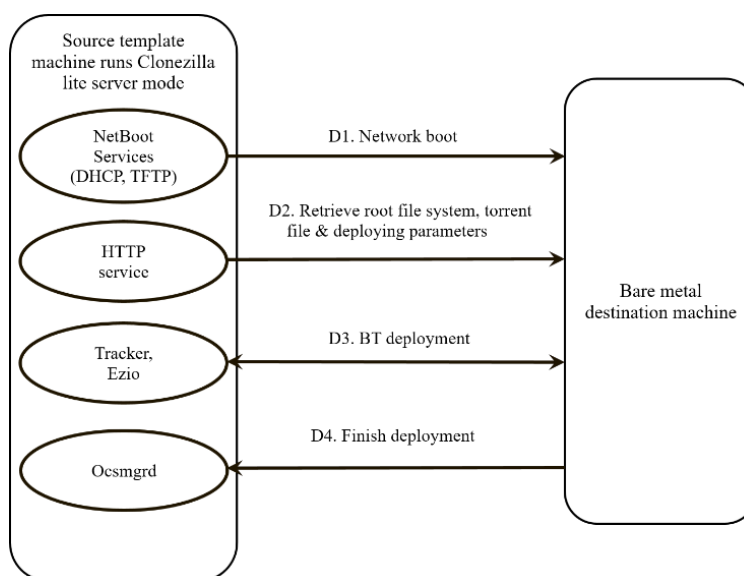 Source template
machine runs Clonezilla
lite server mode
NetBoot
Services
(DHCP, TFTP)
D1. Network boot
D2. Retrieve root file system, torrent
file & deploying parameters
HTTP
service
Bare metal
destination machine
Tracker,
Ezio
D3. BT deployment
D4. Finish deployment
Ocsmgrd